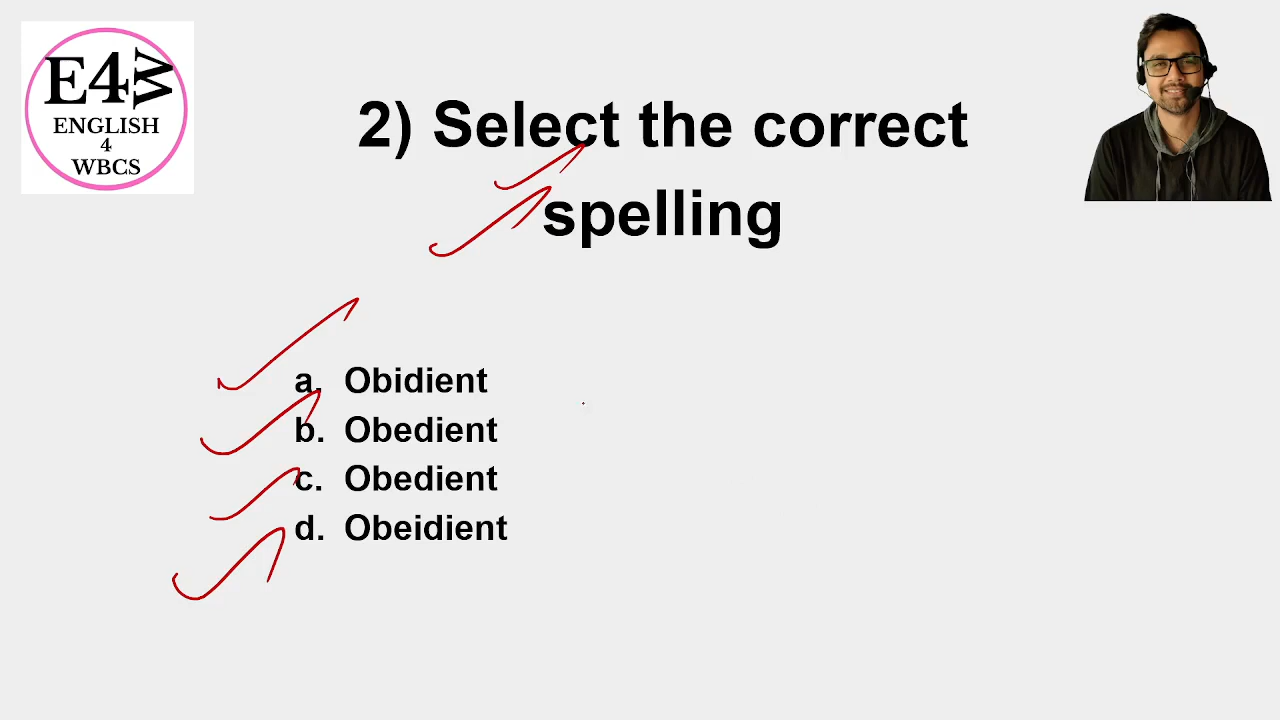 E4W
ENGLISH
4
WBCS
2) Select the correct
spelling
a. Obidient
b. Obedient
c. Obedient
d. Obeidient